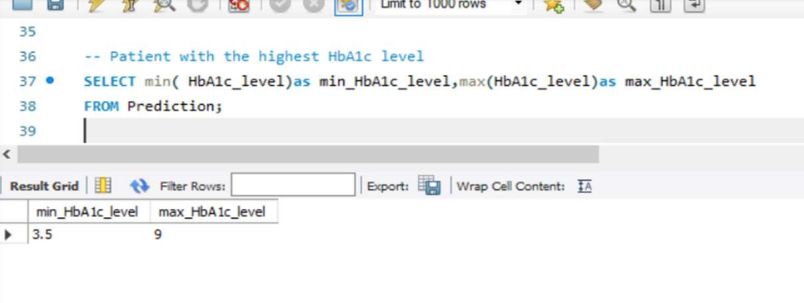 Limit to 1000 rows
35
36 -- Patient with the highest HbA1c level
37 SELECT min( HbA1c_level)as min_HbA1c_level,max(HbA1c_level)as max_HbA1c_level
38 FROM Prediction;
39
Result Grid Filter Rows: Export: Wrap Cell Content: IA
min_HbA1c_level max_HbA1c_level
3.5 9